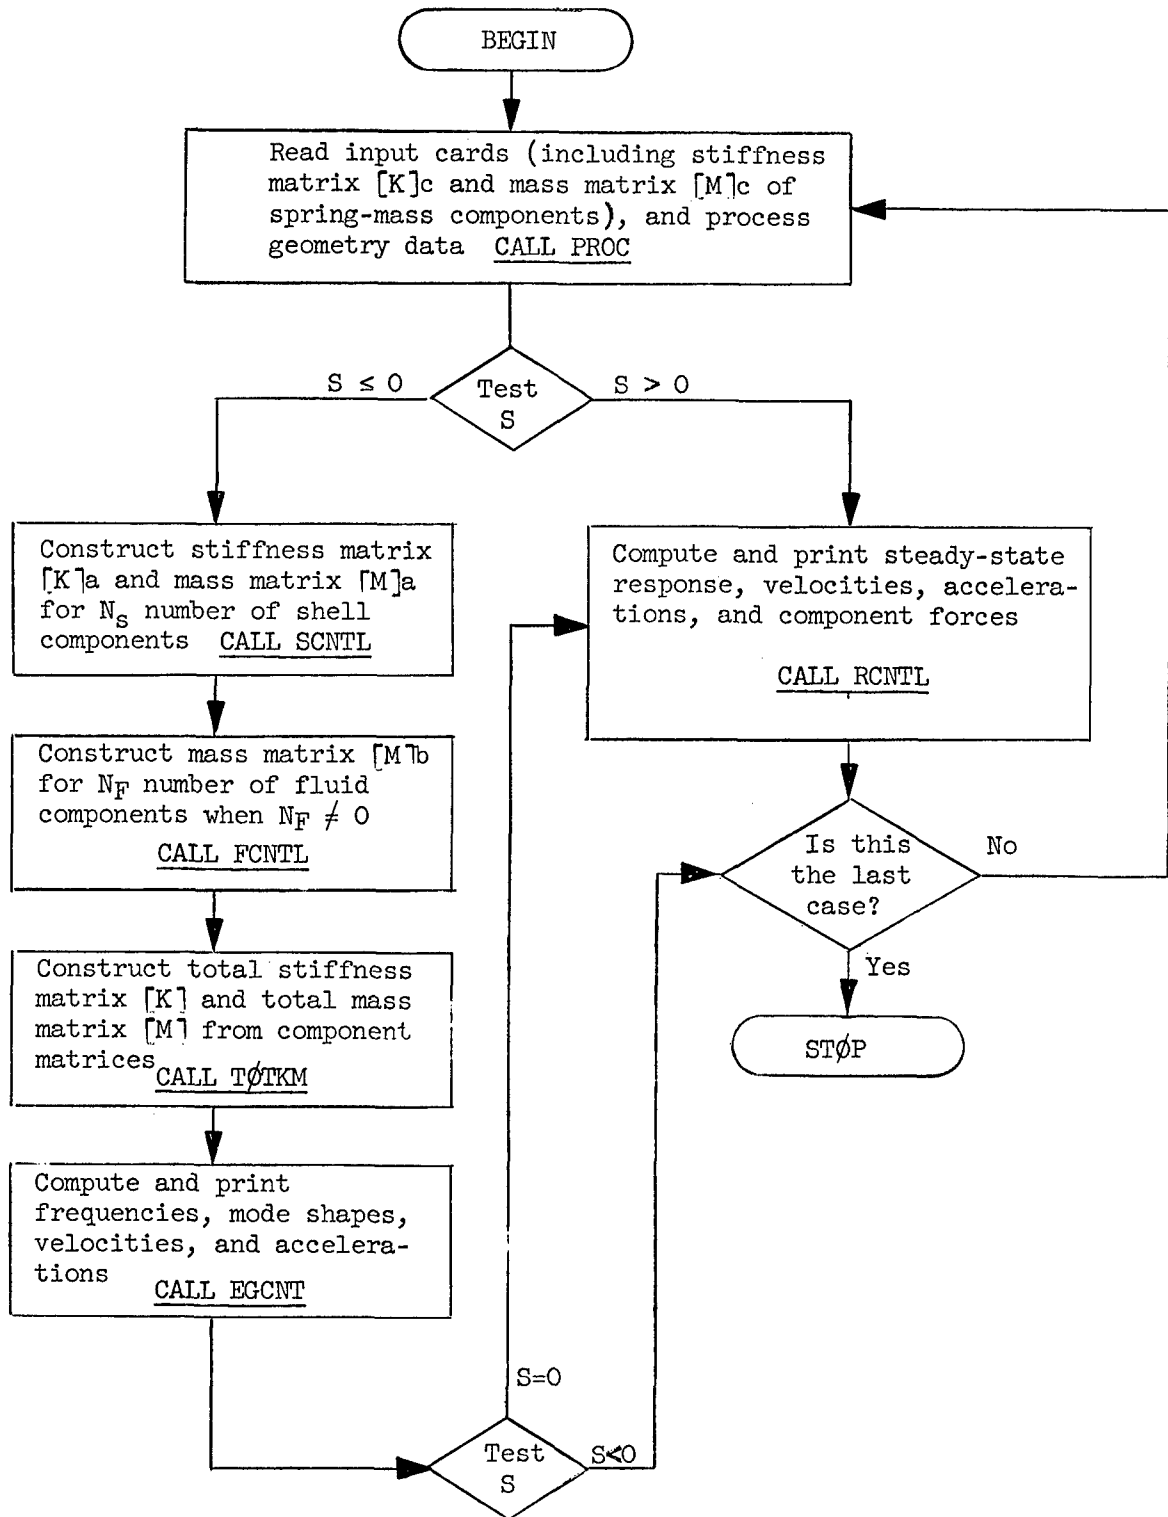 BEGIN
Read input cards (including stiffness
matrix [K]c and mass matrix ⌈M⌉c of
spring-mass components), and process
geometry data CALL PROC
S ≤ 0
Test
S
S > 0
Construct stiffness matrix
⌈K⌉a and mass matrix ⌈M]a
for NS number of shell
components CALL SCNTL
Construct mass matrix ⌈M⌉b
for NF number of fluid
components when NF ≠ 0
CALL FCNTL
Construct total stiffness
matrix ⌈K⌉ and total mass
matrix ⌈M⌉ from component
matrices
CALL TØTKM
Compute and print
frequencies, mode shapes,
velocities, and accelera-
tions
CALL EGCNT
S=0
Test
S
S<0
Compute and print steady-state
response, velocities, accelera-
tions, and component forces
CALL RCNTL
Is this
the last
case?
No
Yes
STØP